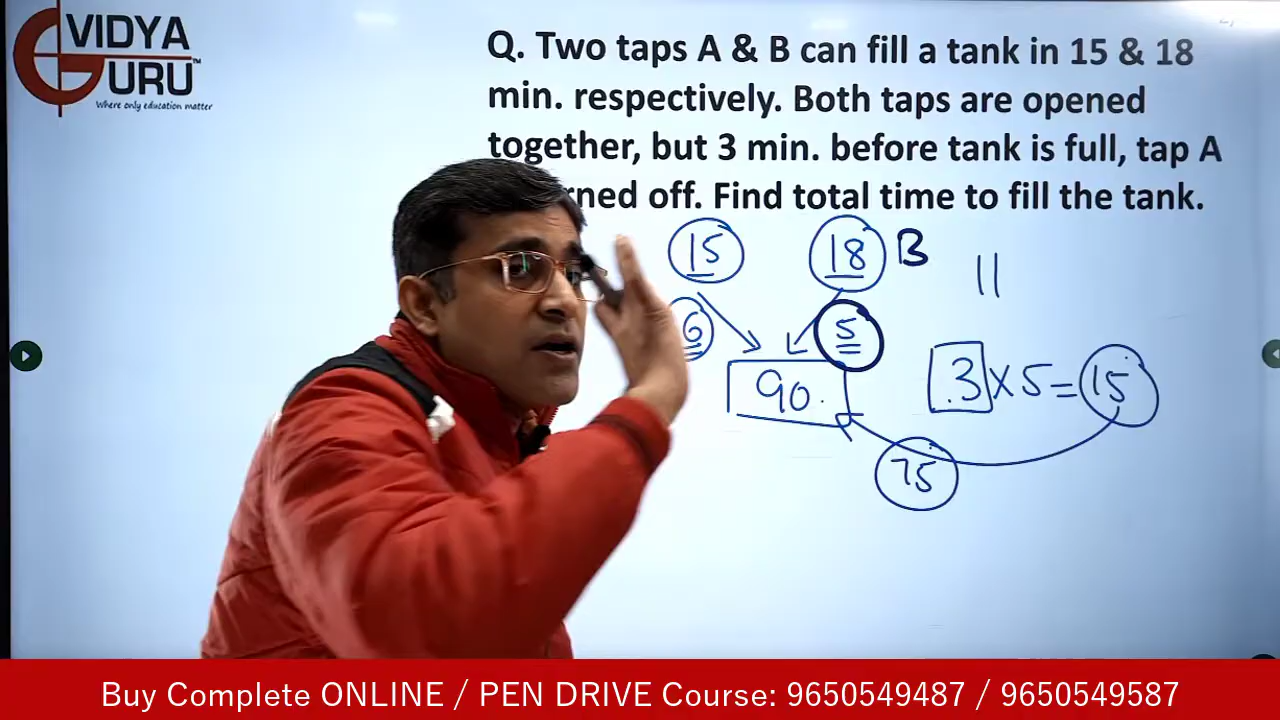 VIDYA
GURU
TM
Where only education matter
Q. Two taps A & B can fill a tank in 15 & 18
min. respectively. Both taps are opened
together, but 3 min. before tank is full, tap A
rned off. Find total time to fill the tank.
15 18 B
6 5
90. 3 × 5 = 15
75
Buy Complete ONLINE / PEN DRIVE Course: 9650549487 / 9650549587